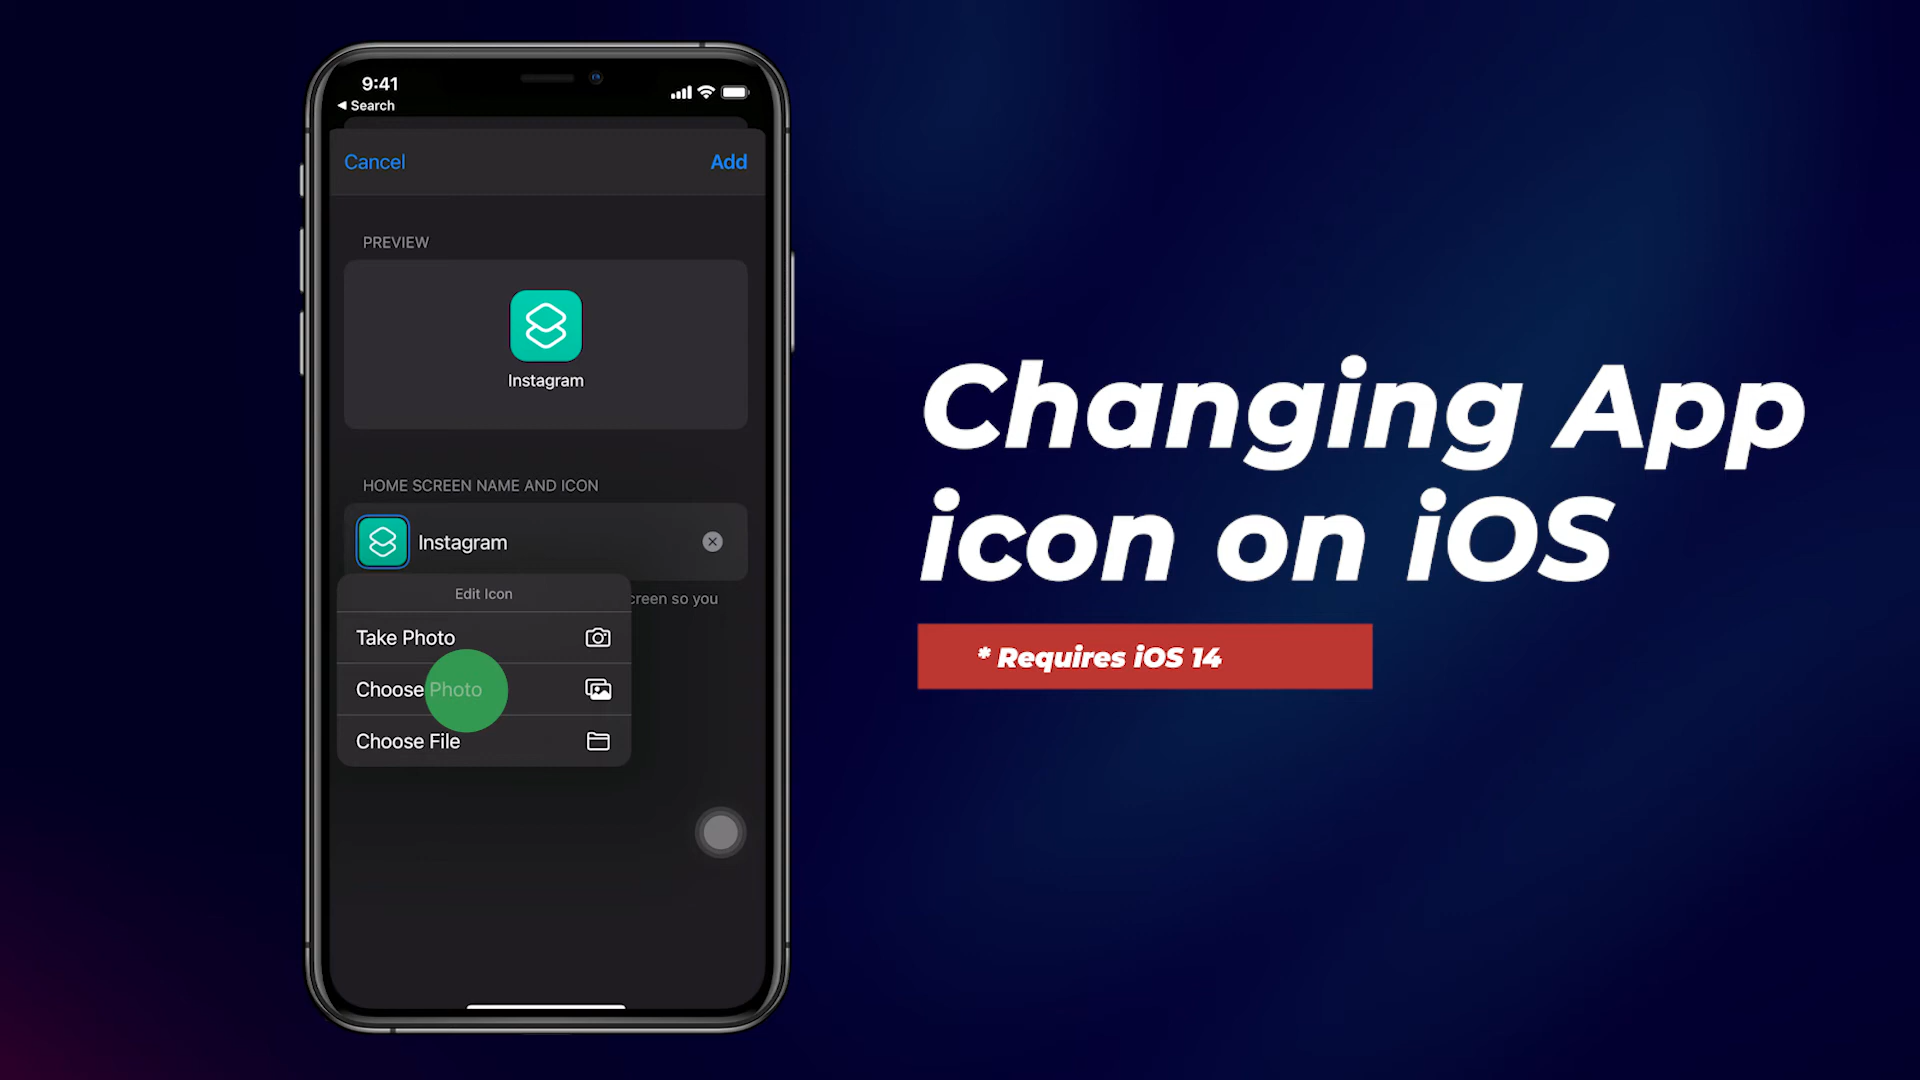 9:41
◀ Search
Cancel
Add
PREVIEW
Instagram
HOME SCREEN NAME AND ICON
Instagram
Edit Icon
so you
Take Photo
Choose Photo
Choose File
Changing App
icon on iOS
* Requires iOS 14